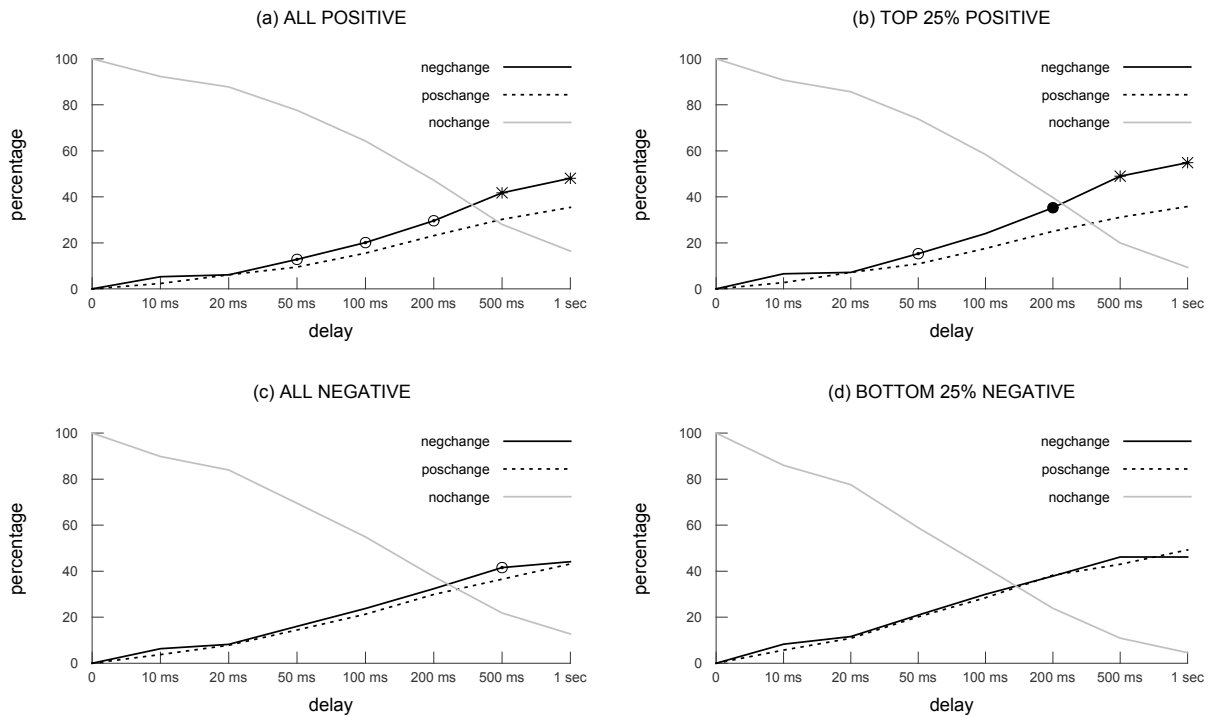 (a) ALL POSITIVE
percentage
100
80
60
40
20
0
negchange
poschange
nochange
0 10 ms 20 ms 50 ms 100 ms 200 ms 500 ms 1 sec
delay
(b) TOP 25% POSITIVE
percentage
100
80
60
40
20
0
negchange
poschange
nochange
0 10 ms 20 ms 50 ms 100 ms 200 ms 500 ms 1 sec
delay
(c) ALL NEGATIVE
percentage
100
80
60
40
20
0
negchange
poschange
nochange
0 10 ms 20 ms 50 ms 100 ms 200 ms 500 ms 1 sec
delay
(d) BOTTOM 25% NEGATIVE
percentage
100
80
60
40
20
0
negchange
poschange
nochange
0 10 ms 20 ms 50 ms 100 ms 200 ms 500 ms 1 sec
delay